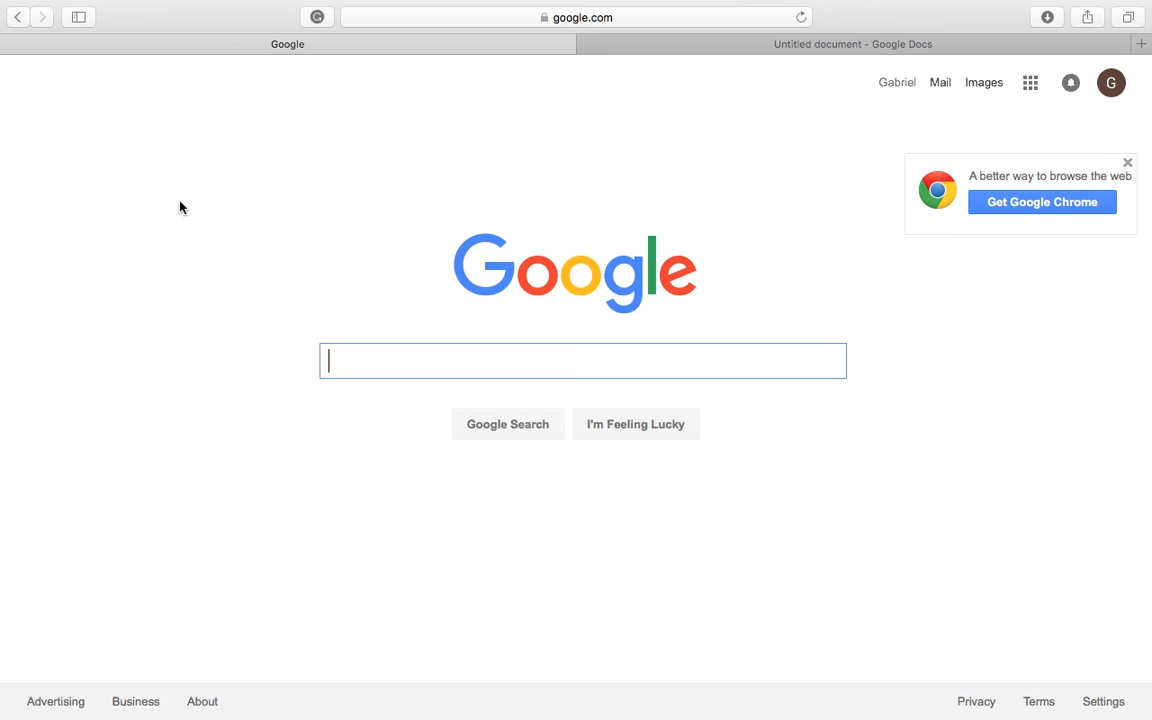 google.com
Google
Untitled document - Google Docs
Gabriel Mail Images G
A better way to browse the web
Get Google Chrome
Google
Google Search
I'm Feeling Lucky
Advertising Business About Privacy Terms Settings